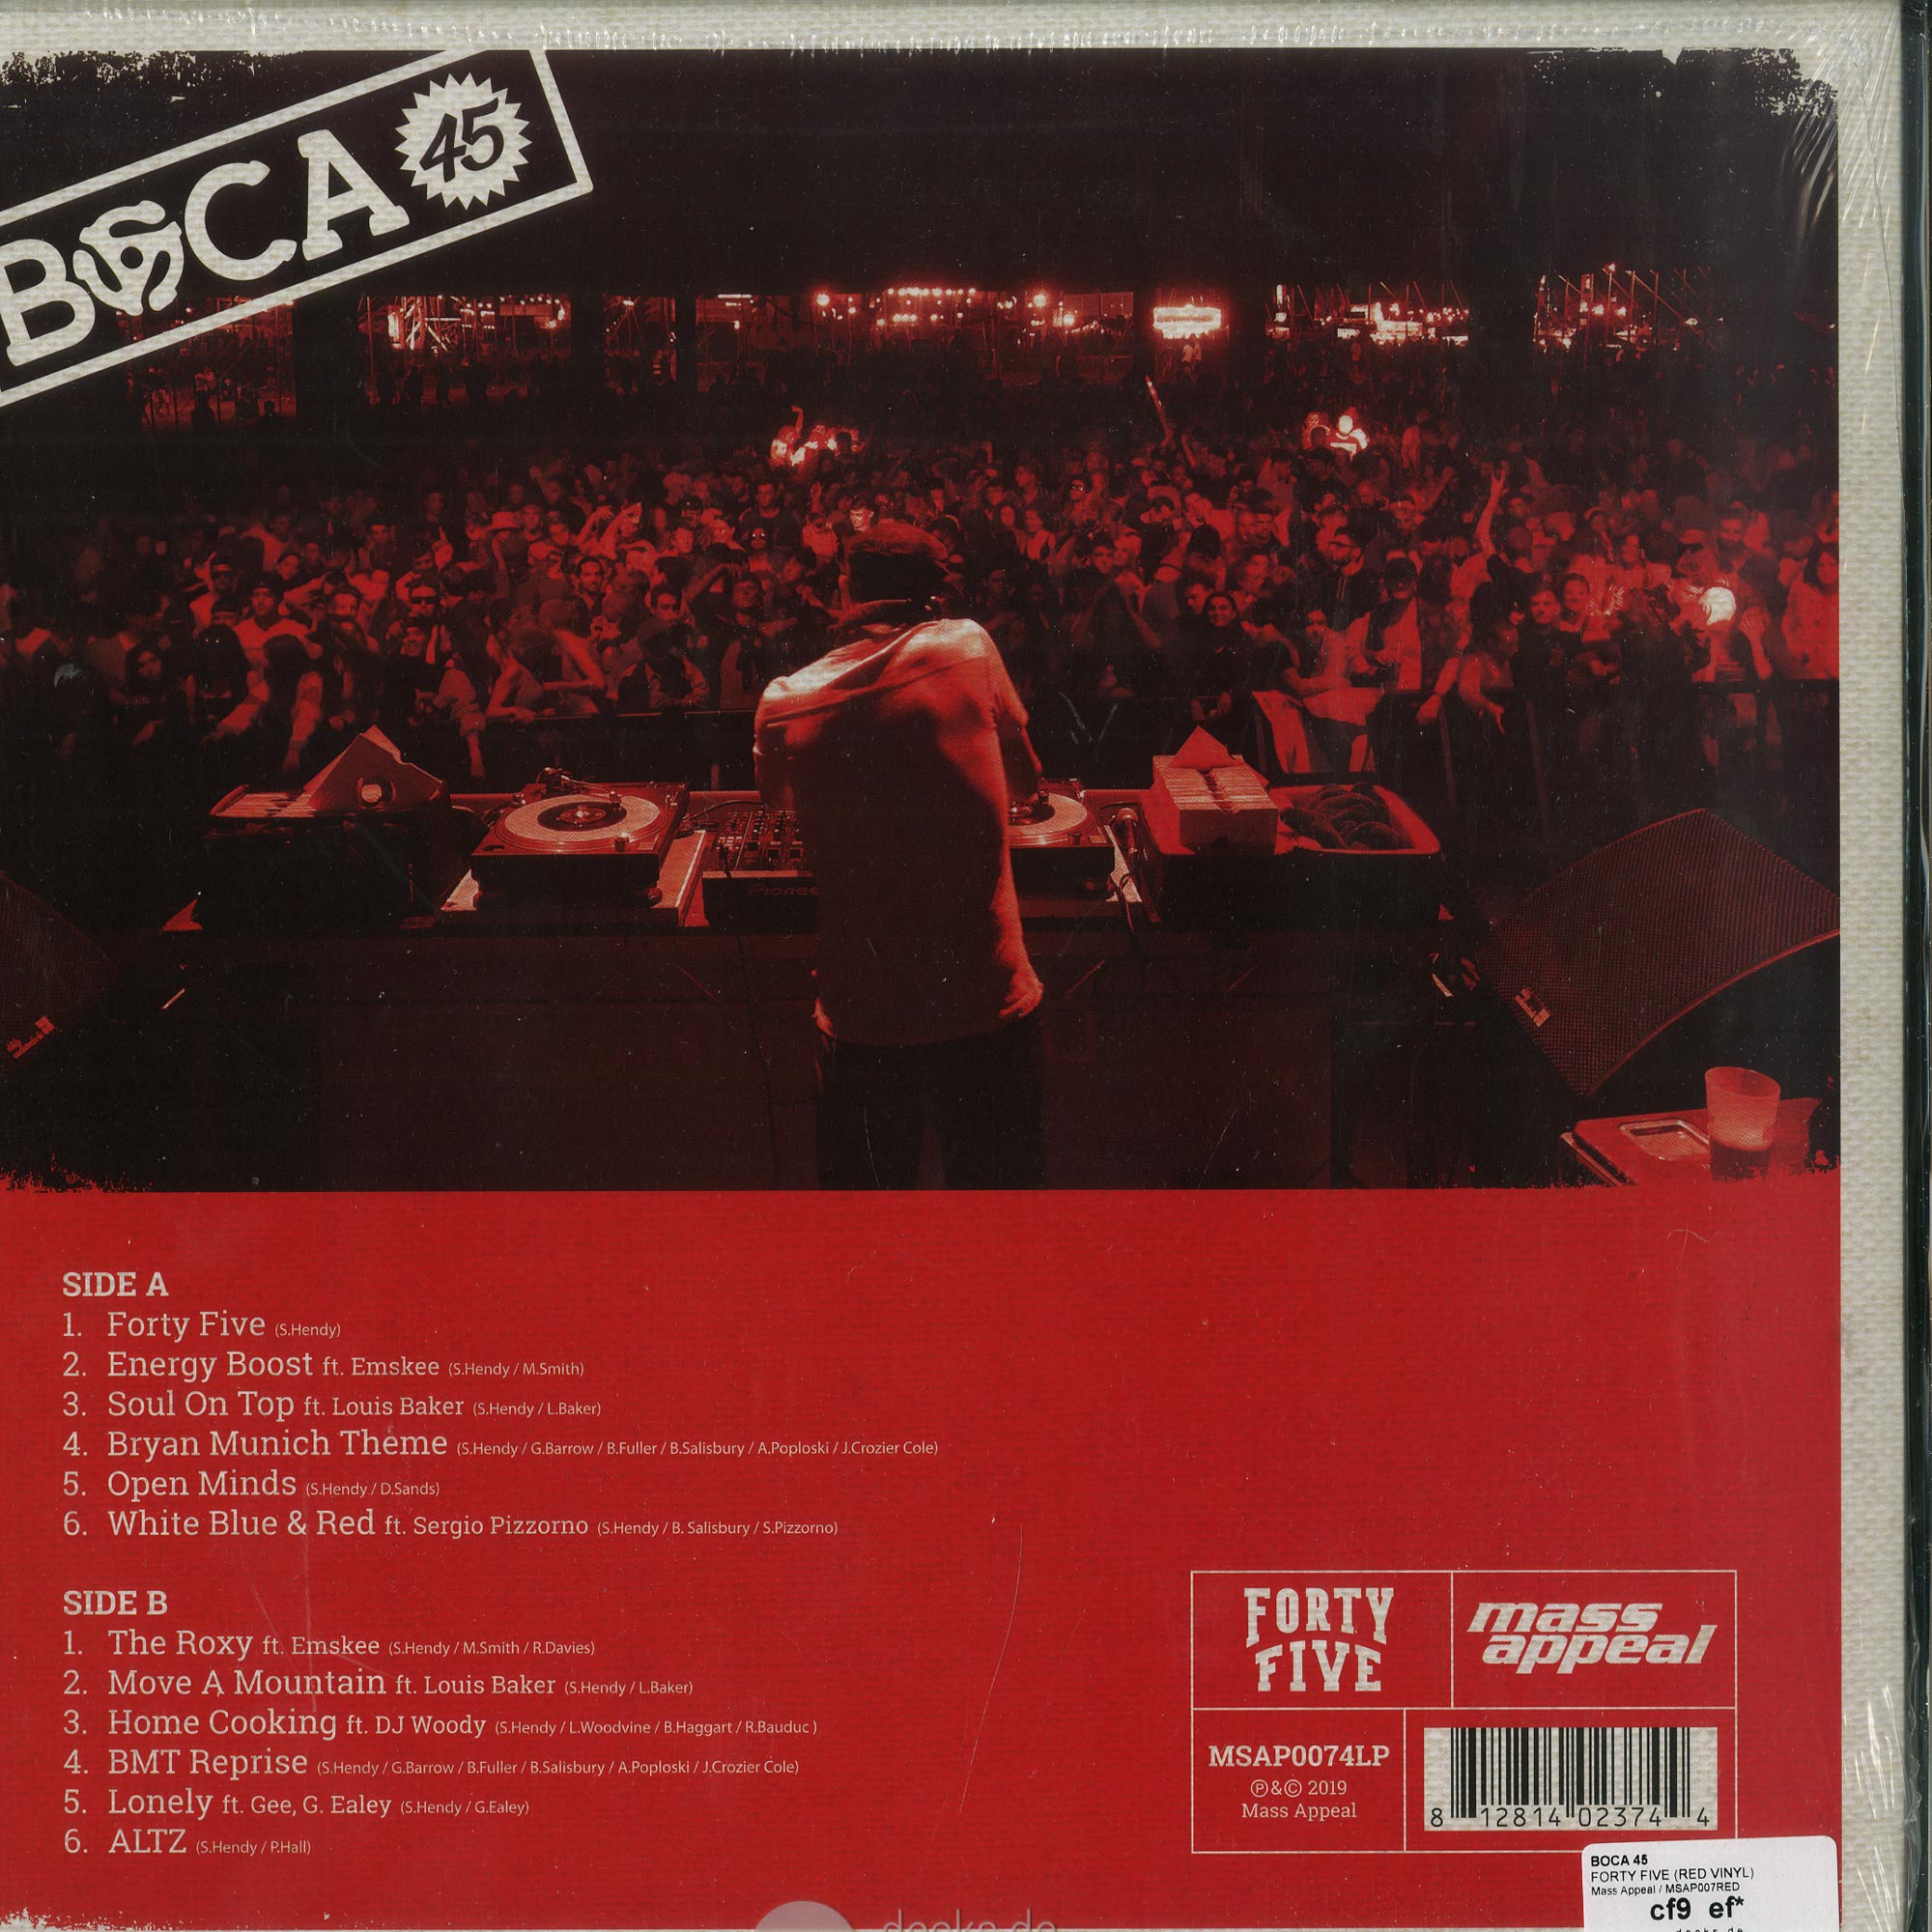 BOCA 45
Pioneer
SIDE A
1. Forty Five (S.Hendy)
2. Energy Boost ft. Emskee (S.Hendy / M.Smith)
3. Soul On Top ft. Louis Baker (S.Hendy / L.Baker)
4. Bryan Munich Theme (S.Hendy / G.Barrow / B.Fuller / B.Salisbury / A.Poploski / J.Crozier Cole)
5. Open Minds (S.Hendy / D.Sands)
6. White Blue & Red ft. Sergio Pizzorno (S.Hendy / B. Salisbury / S.Pizzorno)
SIDE B
1. The Roxy ft. Emskee (S.Hendy / M.Smith / R.Davies)
2. Move A Mountain ft. Louis Baker (S.Hendy / L.Baker)
3. Home Cooking ft. DJ Woody (S.Hendy / L.Woodvine / B.Haggart / R.Bauduc )
4. BMT Reprise (S.Hendy / G.Barrow / B.Fuller / B.Salisbury / A.Poploski / J.Crozier Cole)
5. Lonely ft. Gee, G. Ealey (S.Hendy / G.Ealey)
6. ALTZ (S.Hendy / P.Hall)
FORTY
FIVE
mass
appeal
MSAP0074LP
℗&© 2019
Mass Appeal
8 12814 02374 4
BOCA 45
FORTY FIVE (RED VINYL)
Mass Appeal / MSAP007RED
cf9 ef*
deeks.de